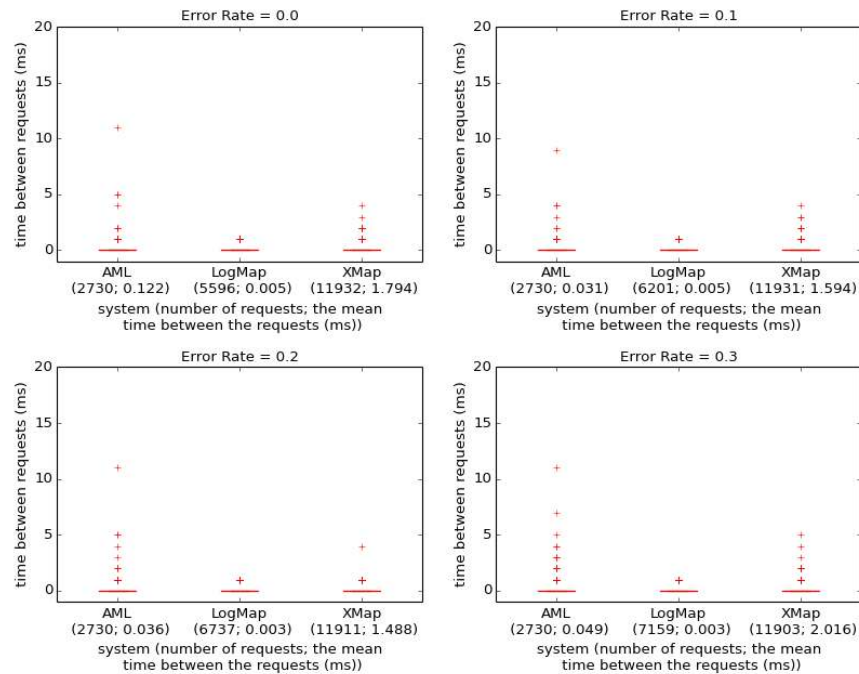 Error Rate = 0.0
20
15
10
5
0
time between requests (ms)
AML LogMap XMap
(2730; 0.122) (5596; 0.005) (11932; 1.794)
system (number of requests; the mean
time between the requests (ms))
Error Rate = 0.1
20
15
10
5
0
time between requests (ms)
AML LogMap XMap
(2730; 0.031) (6201; 0.005) (11931; 1.594)
system (number of requests; the mean
time between the requests (ms))
Error Rate = 0.2
20
15
10
5
0
time between requests (ms)
AML LogMap XMap
(2730; 0.036) (6737; 0.003) (11911; 1.488)
system (number of requests; the mean
time between the requests (ms))
Error Rate = 0.3
20
15
10
5
0
time between requests (ms)
AML LogMap XMap
(2730; 0.049) (7159; 0.003) (11903; 2.016)
system (number of requests; the mean
time between the requests (ms))